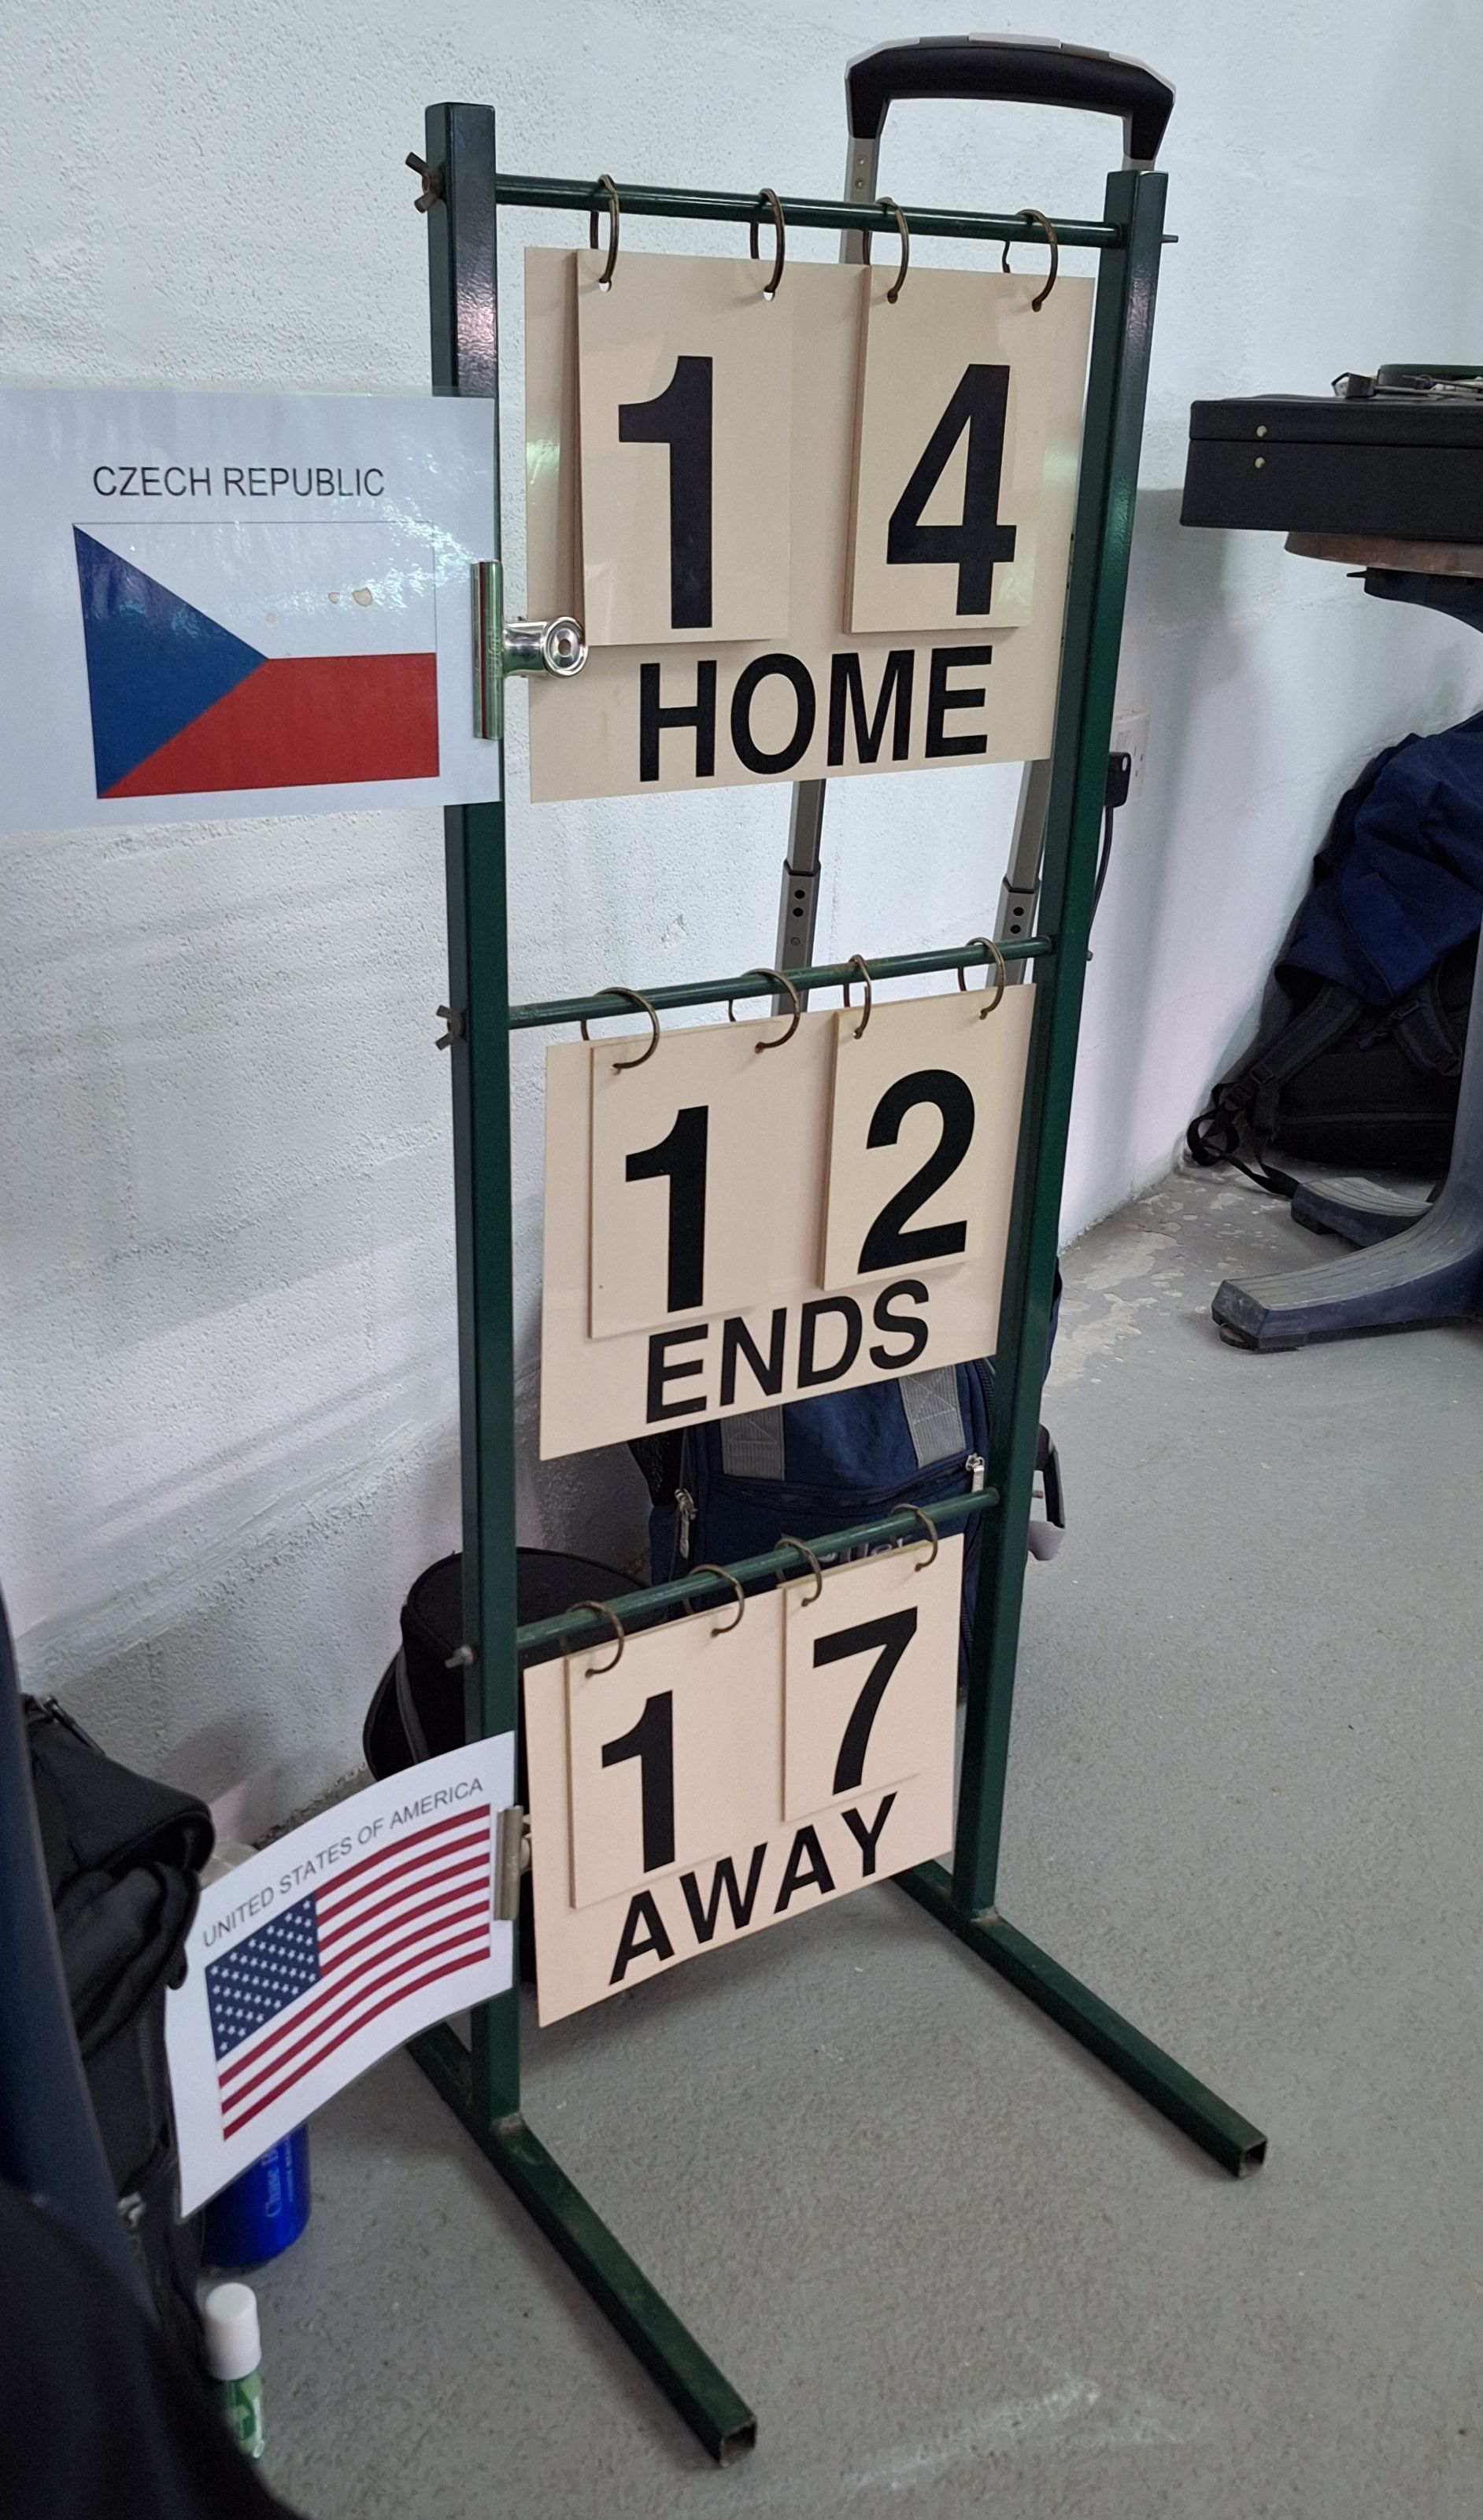 CZECH REPUBLIC
14
HOME
12
ENDS
17
AWAY
UNITED STATES OF AMERICA